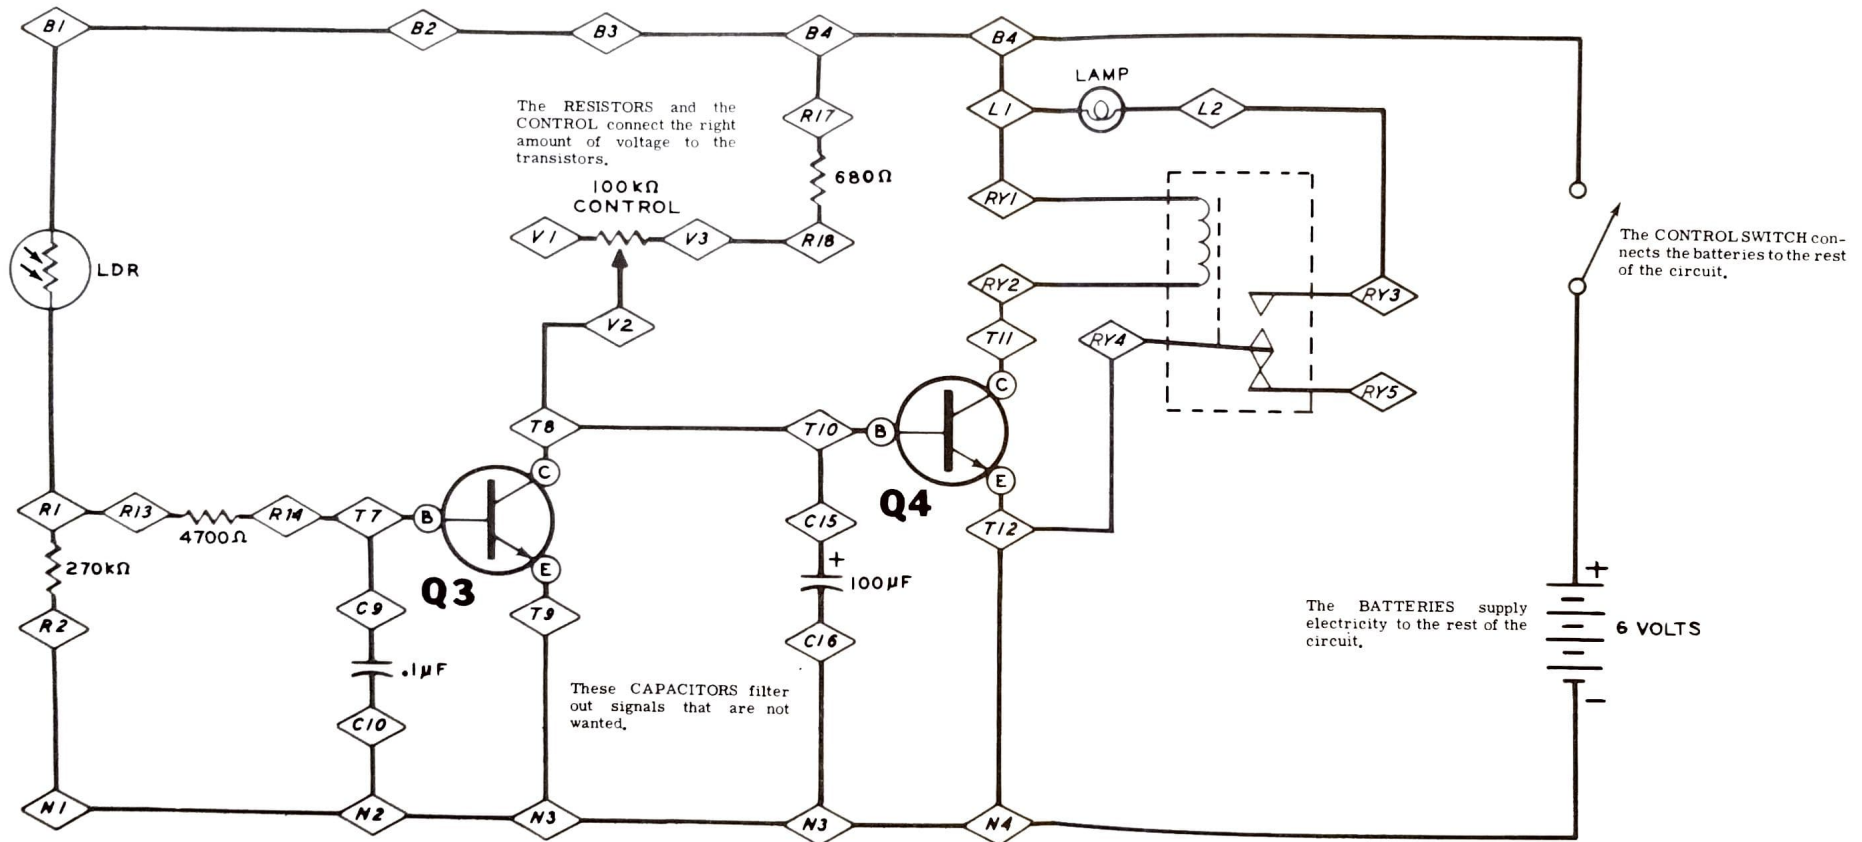 B1
B2
B3
B4
B4
LAMP
L1
L2
The RESISTORS and the
CONTROL connect the right
amount of voltage to the
transistors.
R17
680Ω
100KΩ
CONTROL
V1
V3
R18
RY1
The CONTROL SWITCH con-
nects the batteries to the rest
of the circuit.
LDR
V2
RY2
RY3
T11
RY4
RY5
C
T8
T10
B
C
E
Q4
R1
R13
4700Ω
R14
T7
B
C15
+
100µF
T12
270KΩ
E
Q3
C9
T9
R2
C16
.1µF
C10
The BATTERIES supply
electricity to the rest of the
circuit.
+
6 VOLTS
−
These CAPACITORS filter
out signals that are not
wanted.
N1
N2
N3
N3
N4